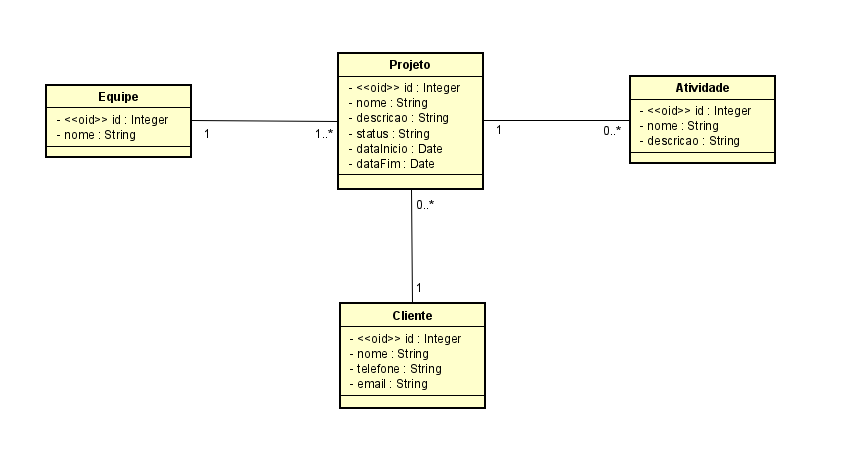 Projeto
- <<oid>> id : Integer
- nome : String
- descricao : String
- status : String
- dataInicio : Date
- dataFim : Date
Equipe
- <<oid>> id : Integer
- nome : String
Atividade
- <<oid>> id : Integer
- nome : String
- descricao : String
1
1..*
1
0..*
0..*
1
Cliente
- <<oid>> id : Integer
- nome : String
- telefone : String
- email : String